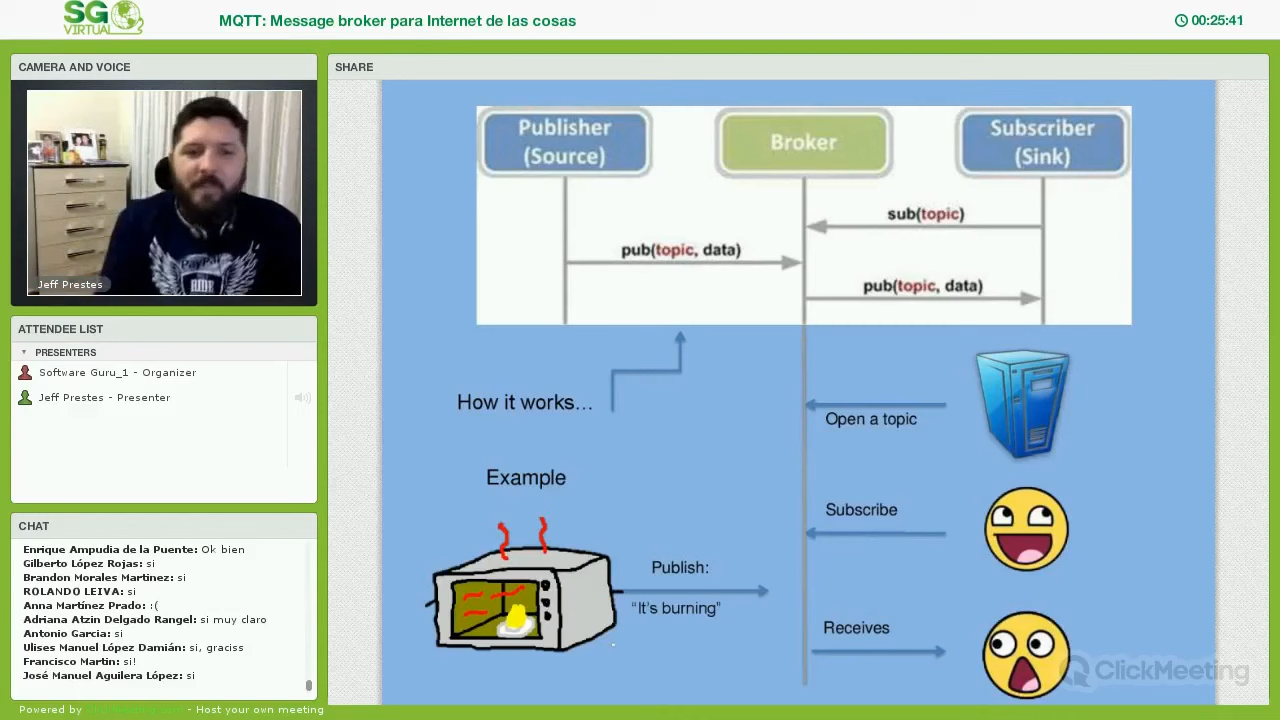 SG
VIRTUAL
MQTT: Message broker para Internet de las cosas
00:25:41
CAMERA AND VOICE
PayPal
Jeff Prestes
ATTENDEE LIST
PRESENTERS
Software Guru_1 - Organizer
Jeff Prestes - Presenter
CHAT
Enrique Ampudia de la Puente: Ok bien
Gilberto López Rojas: si
Brandon Morales Martinez: si
ROLANDO LEIVA: si
Anna Martínez Prado: :(
Adriana Atzin Delgado Rangel: si muy claro
Antonio Garcia: si
Ulises Manuel López Damián: si, graciss
Francisco Martin: si!
José Manuel Aguilera López: si
Powered by ClickMeeting.com - Host your own meeting
SHARE
Publisher
(Source)
Broker
Subscriber
(Sink)
sub(topic)
pub(topic, data)
pub(topic, data)
How it works...
Open a topic
Example
Subscribe
Publish:
"It's burning"
Receives
ClickMeeting